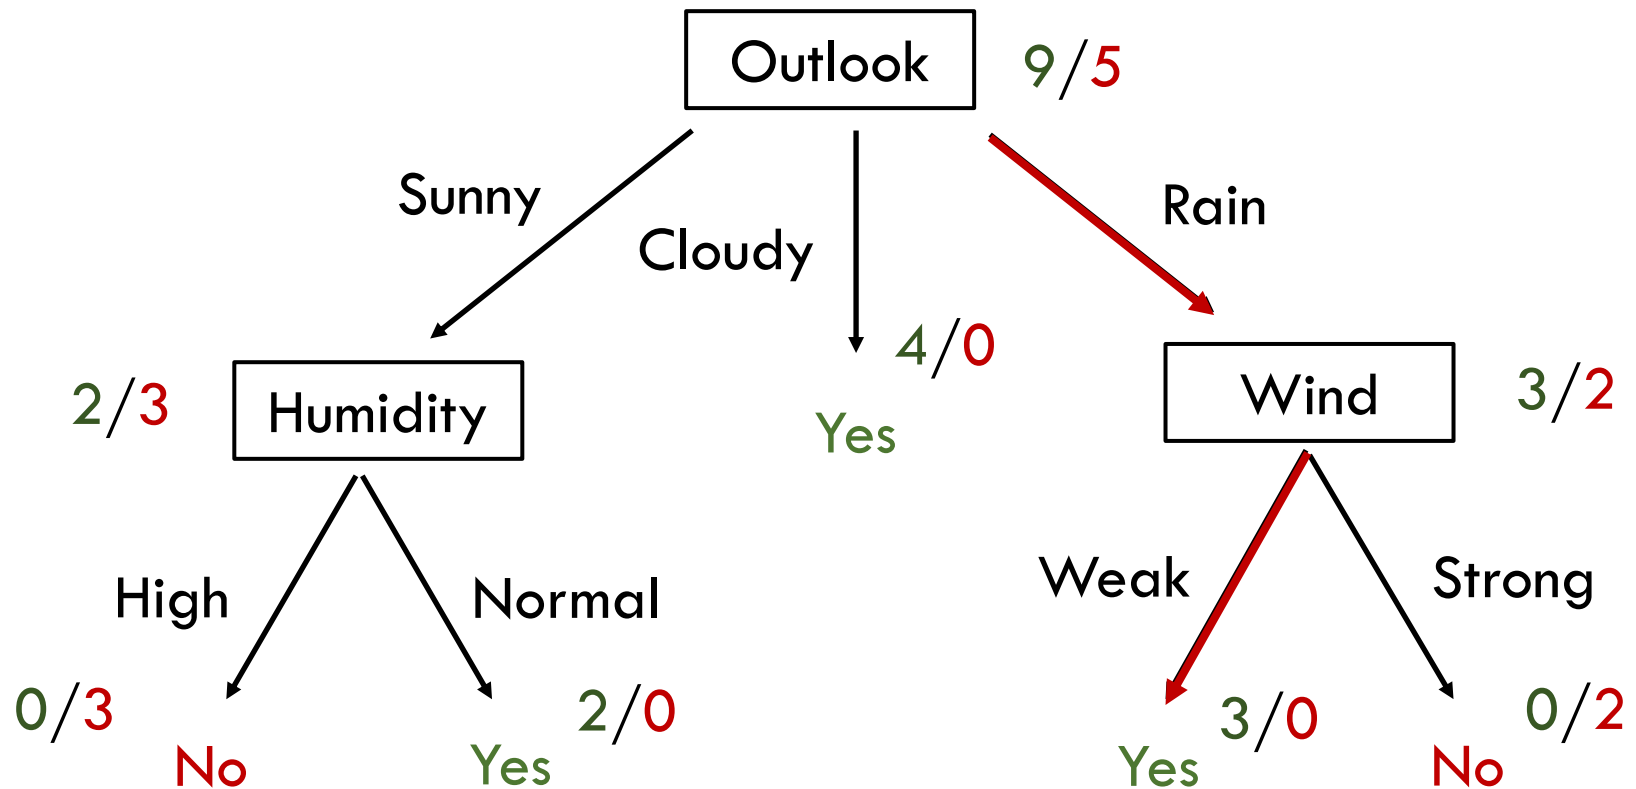 Outlook 9/5
Sunny
Cloudy
Rain
2/3 Humidity
4/0
Yes
Wind 3/2
High
Normal
Weak
Strong
0/3
No
2/0
Yes
3/0
Yes
0/2
No